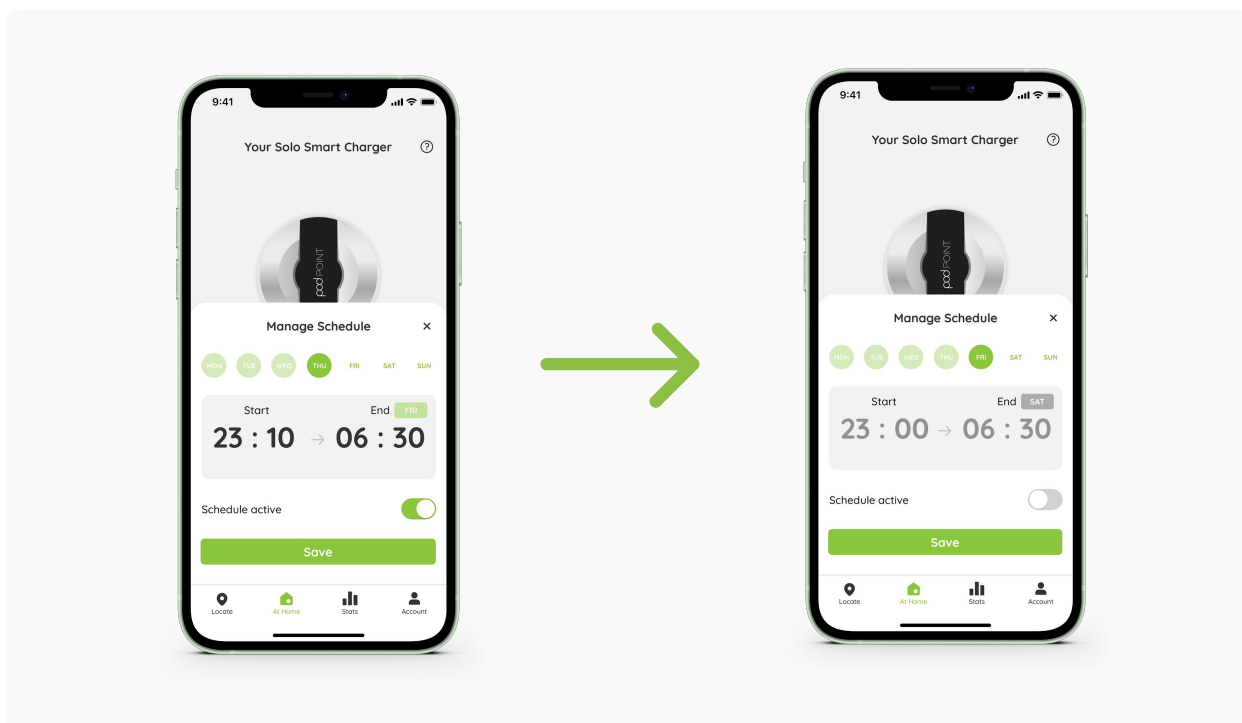 9:41
Your Solo Smart Charger ?
pod POINT
Manage Schedule ×
MON TUE WED THU FRI SAT SUN
Start End FRI
23 : 10 → 06 : 30
Schedule active
Save
Locate At Home Stats Account
9:41
Your Solo Smart Charger ?
pod POINT
Manage Schedule ×
MON TUE WED THU FRI SAT SUN
Start End SAT
23 : 00 → 06 : 30
Schedule active
Save
Locate At Home Stats Account